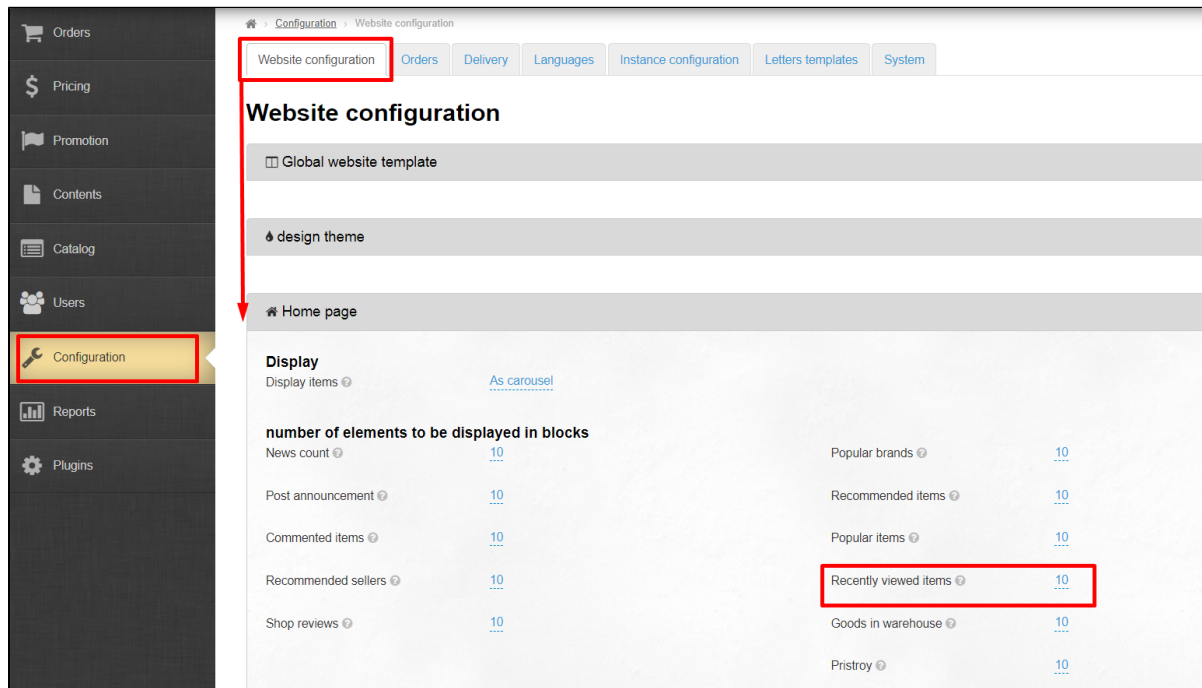 Orders
Pricing
Promotion
Contents
Catalog
Users
Configuration
Reports
Plugins
Configuration Website configuration
Website configuration Orders Delivery Languages Instance configuration Letters templates System
Website configuration
Global website template
design theme
Home page
Display
Display items As carousel
number of elements to be displayed in blocks
News count 10 Popular brands 10
Post announcement 10 Recommended items 10
Commented items 10 Popular items 10
Recommended sellers 10 Recently viewed items 10
Shop reviews 10 Goods in warehouse 10
Pristroy 10